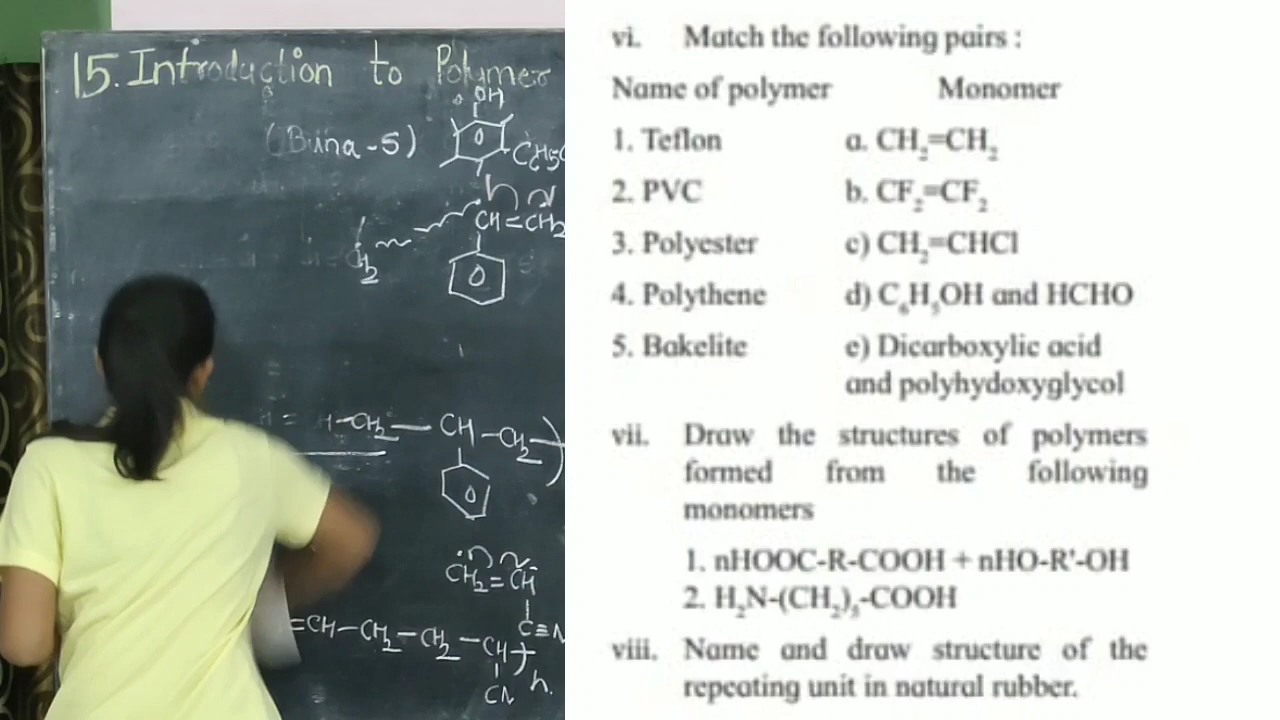 15. Introduction to Polymer
OH
(Buna-S)
CH=CH2
CH2
H-CH2-CH-CH2
CH2=CH
C≡N
=CH-CH2-CH2-CH)n
CN
vi. Match the following pairs :
Name of polymer Monomer
1. Teflon a. CH₂=CH₂
2. PVC b. CF₂=CF₂
3. Polyester c) CH₂=CHCl
4. Polythene d) C₆H₅OH and HCHO
5. Bakelite e) Dicarboxylic acid
and polyhydoxyglycol
vii. Draw the structures of polymers
formed from the following
monomers
1. nHOOC-R-COOH + nHO-R'-OH
2. H₂N-(CH₂)₅-COOH
viii. Name and draw structure of the
repeating unit in natural rubber.